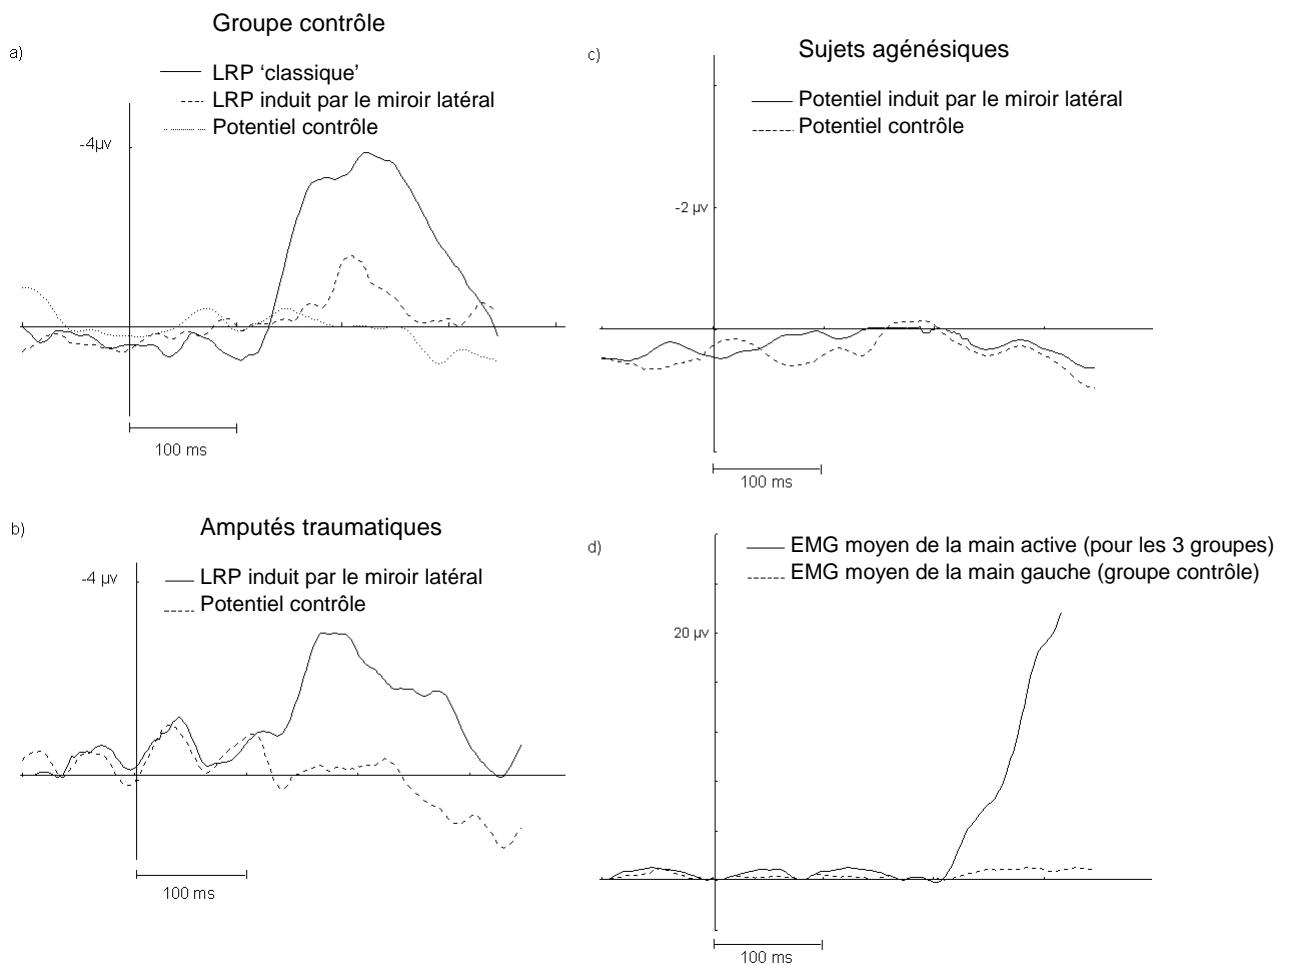 Groupe contrôle
a)
LRP ‘classique’
LRP induit par le miroir latéral
Potentiel contrôle
-4µv
100 ms
c)
Sujets agénésiques
Potentiel induit par le miroir latéral
Potentiel contrôle
-2 µv
100 ms
b)
Amputés traumatiques
-4 µv
LRP induit par le miroir latéral
Potentiel contrôle
100 ms
d)
EMG moyen de la main active (pour les 3 groupes)
EMG moyen de la main gauche (groupe contrôle)
20 µv
100 ms